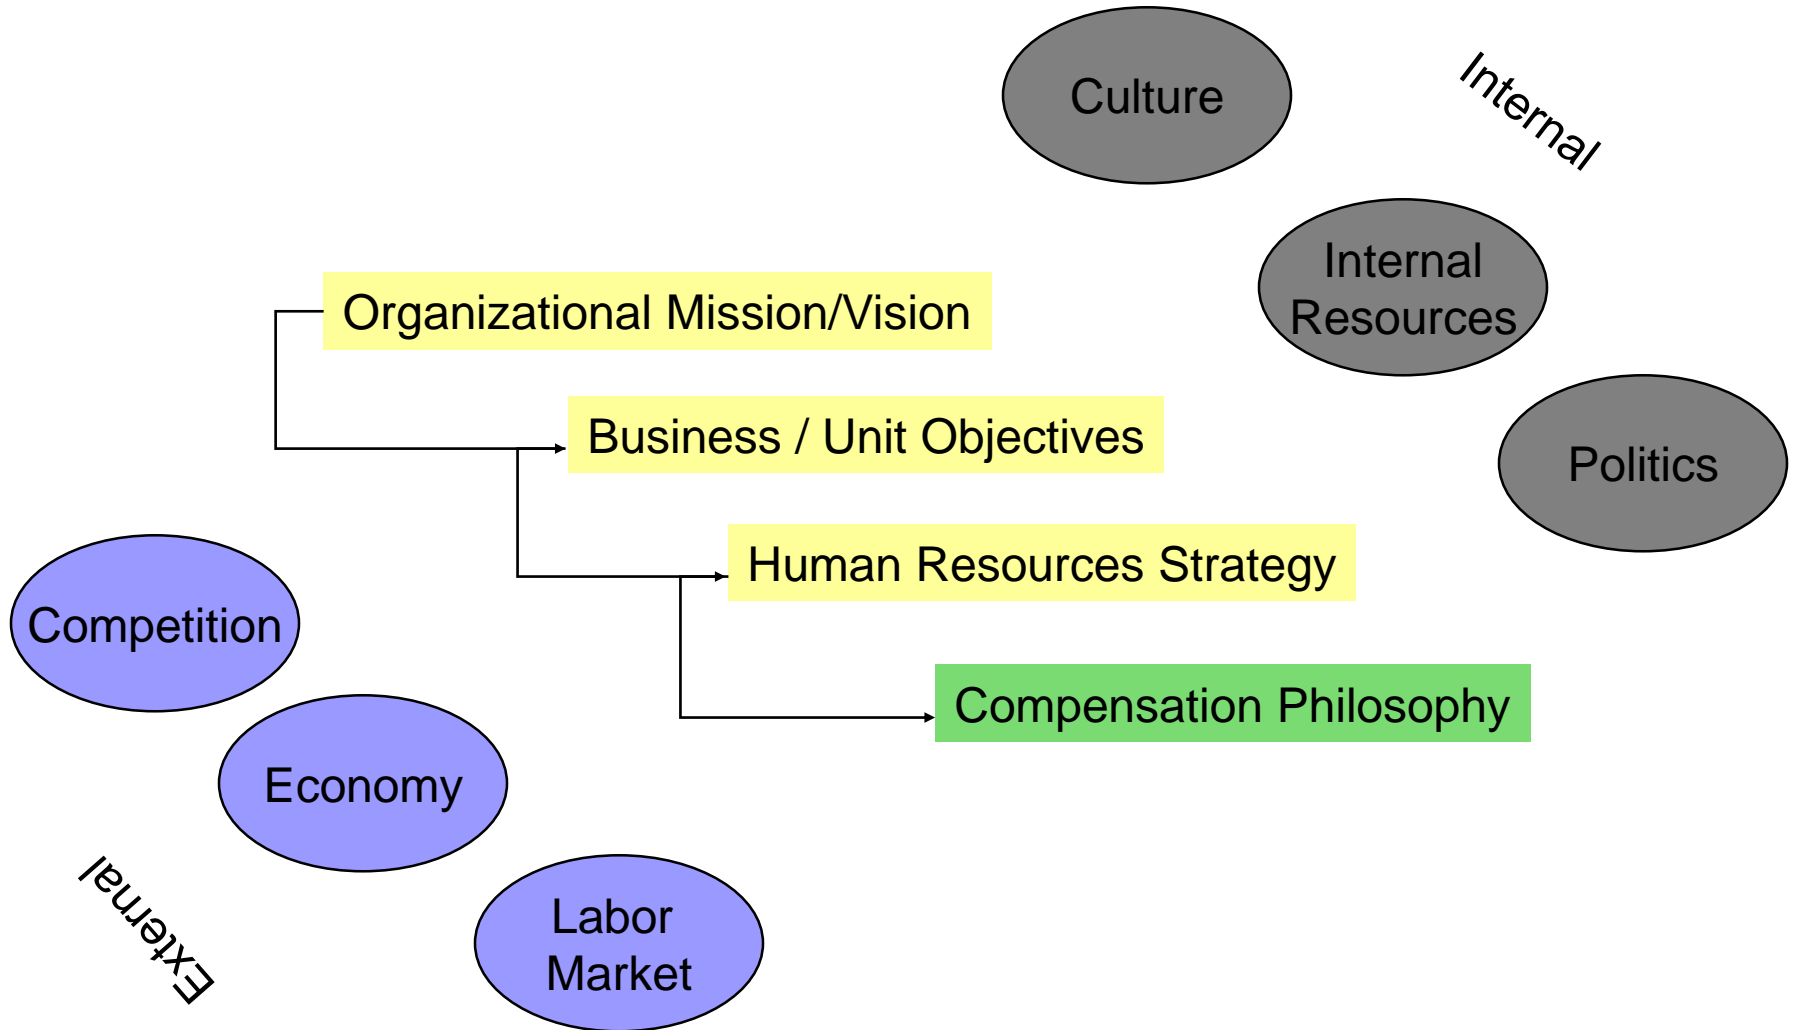 Culture
Internal
Internal
Resources
Politics
Organizational Mission/Vision
Business / Unit Objectives
Human Resources Strategy
Compensation Philosophy
Competition
Economy
Labor
Market
External